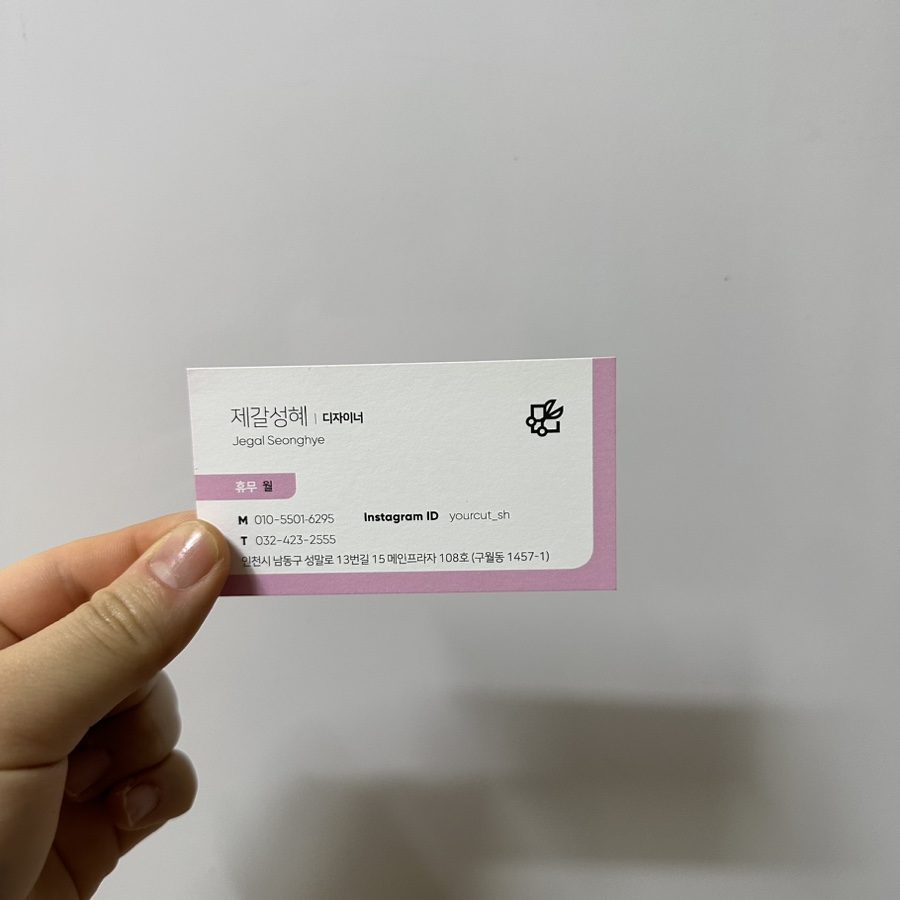 제갈성혜 | 디자이너
Jegal Seonghye
휴무 월
M 010-5501-6295 Instagram ID yourcut_sh
T 032-423-2555
인천시 남동구 성말로 13번길 15 메인프라자 108호 (구월동 1457-1)